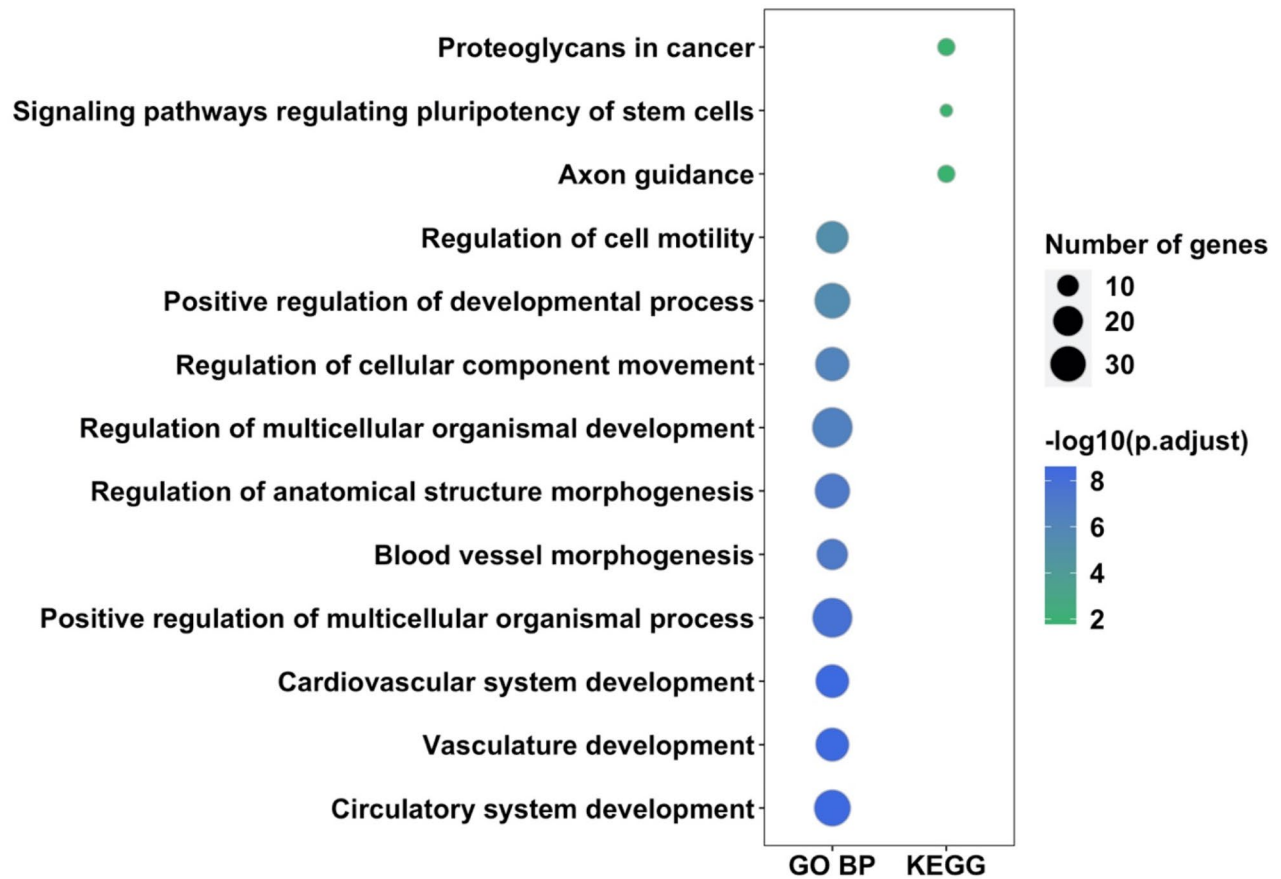 Proteoglycans in cancer
Signaling pathways regulating pluripotency of stem cells
Axon guidance
Regulation of cell motility
Positive regulation of developmental process
Regulation of cellular component movement
Regulation of multicellular organismal development
Regulation of anatomical structure morphogenesis
Blood vessel morphogenesis
Positive regulation of multicellular organismal process
Cardiovascular system development
Vasculature development
Circulatory system development
GO BP KEGG
Number of genes
10
20
30
-log10(p.adjust)
8
6
4
2